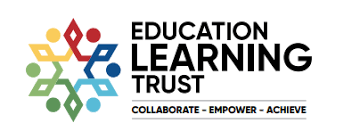 EDUCATION
LEARNING
TRUST
COLLABORATE - EMPOWER - ACHIEVE